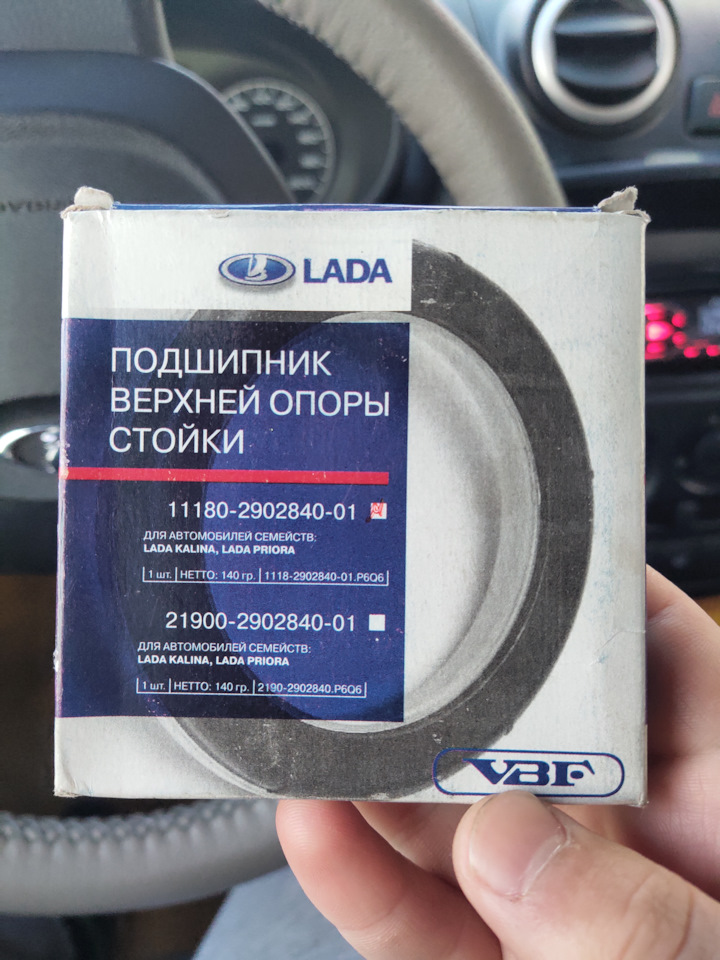 LADA
ПОДШИПНИК
ВЕРХНЕЙ ОПОРЫ
СТОЙКИ
11180-2902840-01
ДЛЯ АВТОМОБИЛЕЙ СЕМЕЙСТВ:
LADA KALINA, LADA PRIORA
1 шт. | НЕТТО: 140 гр. | 1118-2902840-01.P6Q6
21900-2902840-01
ДЛЯ АВТОМОБИЛЕЙ СЕМЕЙСТВ:
LADA KALINA, LADA PRIORA
1 шт. | НЕТТО: 140 гр. | 2190-2902840.P6Q6
VBF